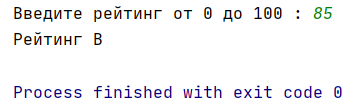 Введите рейтинг от 0 до 100 : 85
Рейтинг B
Process finished with exit code 0